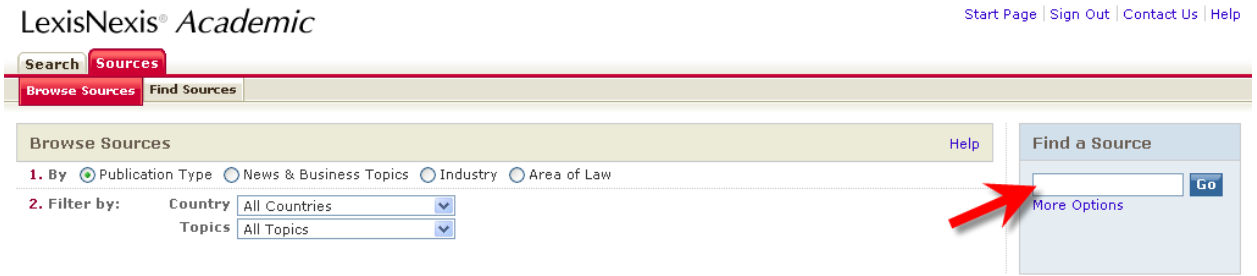 LexisNexis® Academic
Start Page | Sign Out | Contact Us | Help
Search Sources
Browse Sources Find Sources
Browse Sources Help
1. By Publication Type News & Business Topics Industry Area of Law
2. Filter by: Country All Countries
Topics All Topics
Find a Source
Go
More Options